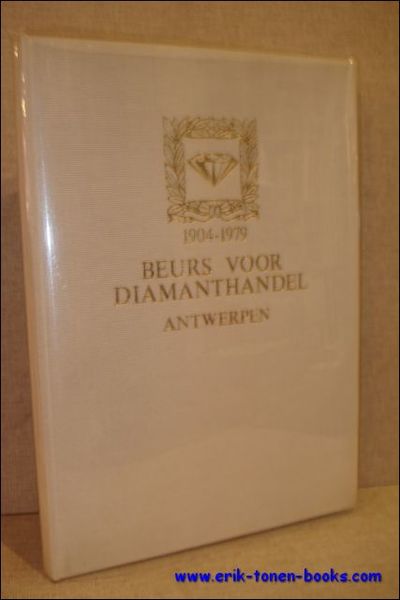 1904-1979
BEURS VOOR
DIAMANTHANDEL
ANTWERPEN
www.erik-tonen-books.com